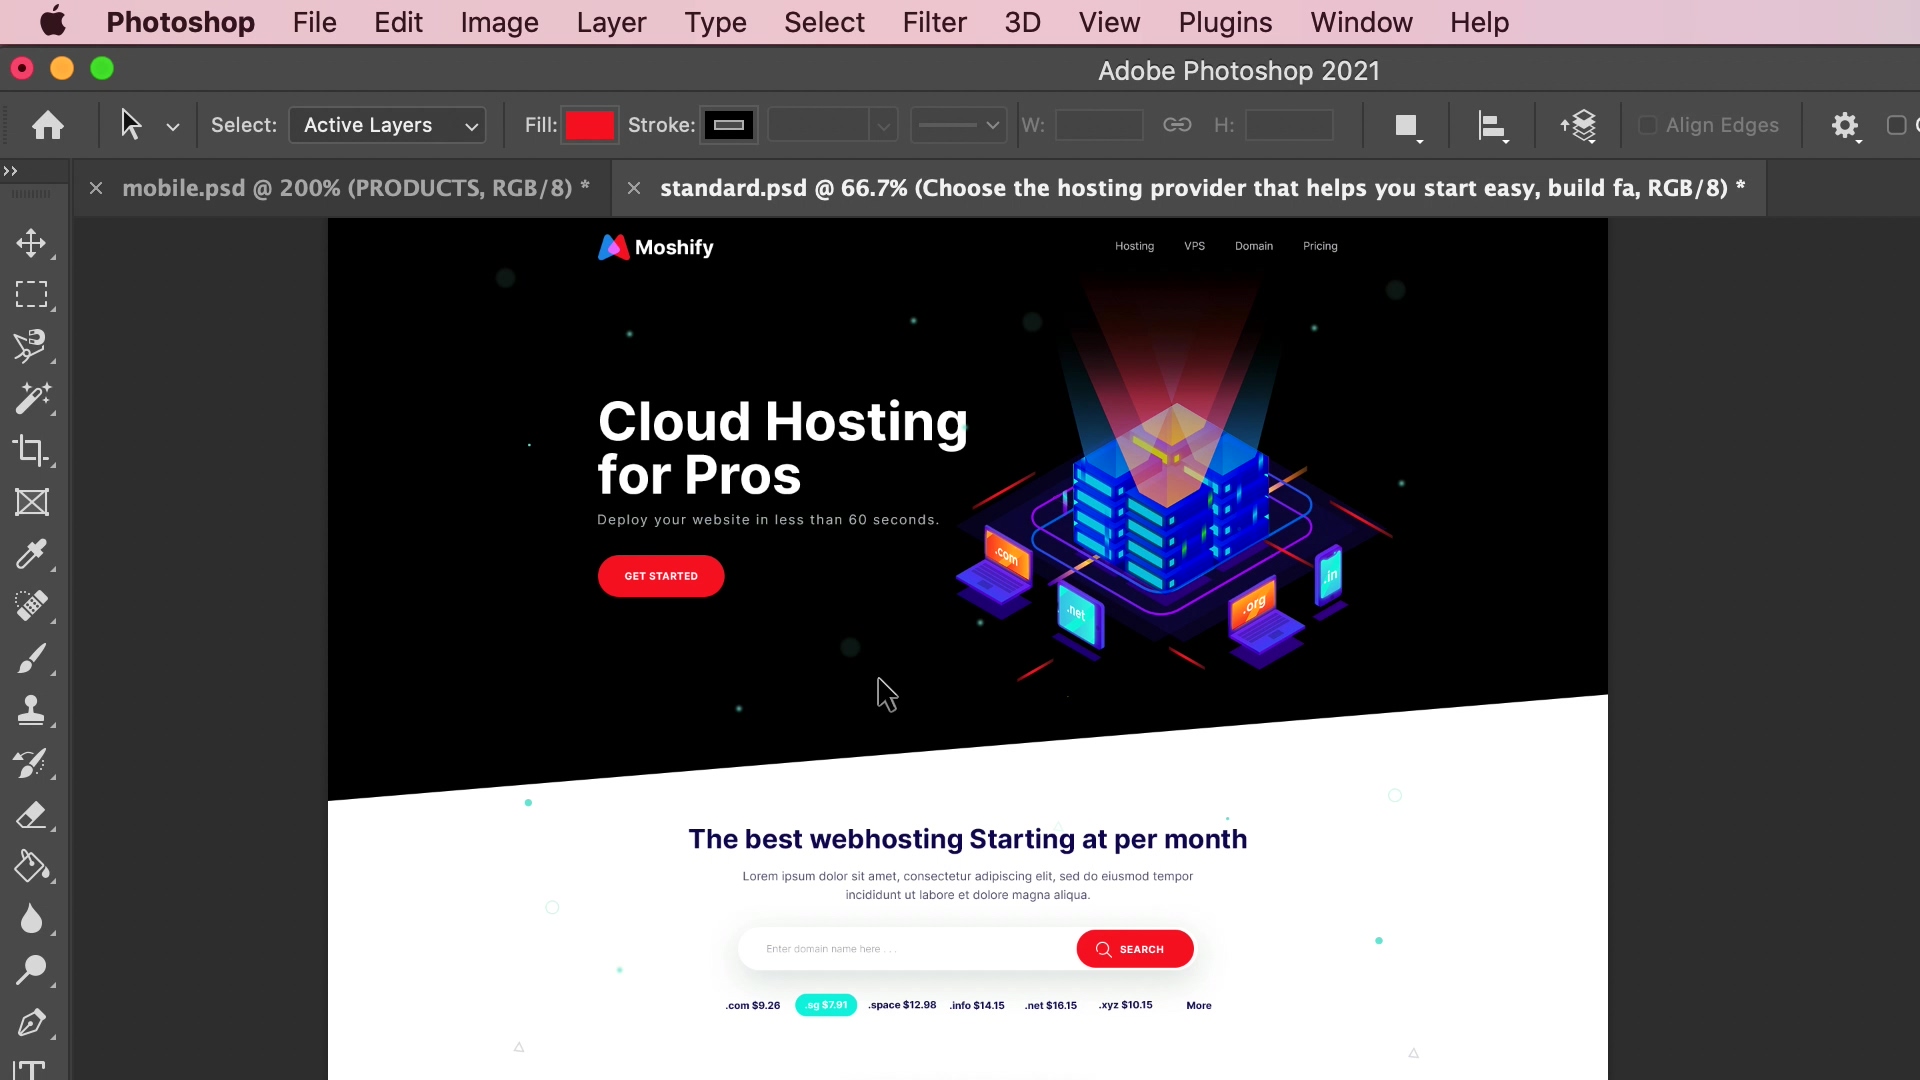 Photoshop File Edit Image Layer Type Select Filter 3D View Plugins Window Help
Adobe Photoshop 2021
Select: Active Layers Fill: Stroke: W: H: Align Edges
mobile.psd @ 200% (PRODUCTS, RGB/8) *
standard.psd @ 66.7% (Choose the hosting provider that helps you start easy, build fa, RGB/8) *
Moshify
Hosting VPS Domain Pricing
Cloud Hosting
for Pros
Deploy your website in less than 60 seconds.
GET STARTED
.com
.net
.org
.in
The best webhosting Starting at per month
Lorem ipsum dolor sit amet, consectetur adipiscing elit, sed do eiusmod tempor
incididunt ut labore et dolore magna aliqua.
Enter domain name here . . .
SEARCH
.com $9.26 .sg $7.91 .space $12.98 .info $14.15 .net $16.15 .xyz $10.15 More